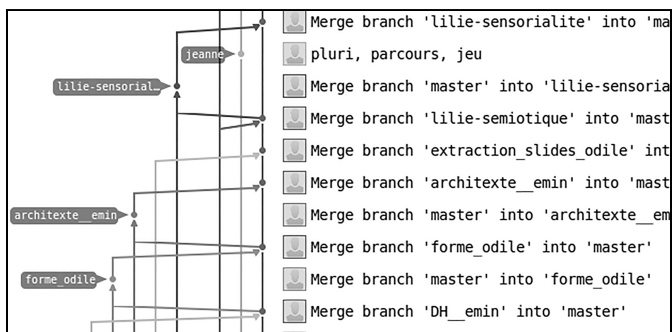 Merge branch 'lilie-sensorialite' into 'ma
jeanne
pluri, parcours, jeu
lilie-sensorial…
Merge branch 'master' into 'lilie-sensoria
Merge branch 'lilie-semiotique' into 'mast
Merge branch 'extraction_slides_odile' int
Merge branch 'architexte__emin' into 'mast
architexte__emin
Merge branch 'master' into 'architexte__em
Merge branch 'forme_odile' into 'master'
forme_odile
Merge branch 'master' into 'forme_odile'
Merge branch 'DH__emin' into 'master'